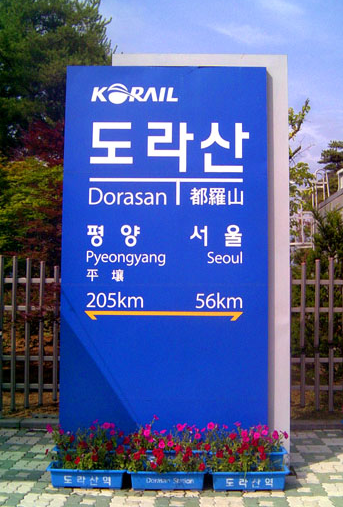 KORAIL
도라산
Dorasan 都羅山
평양 서울
Pyeongyang Seoul
平壤
205km 56km
도라산역 Dorasan Station 도라산역